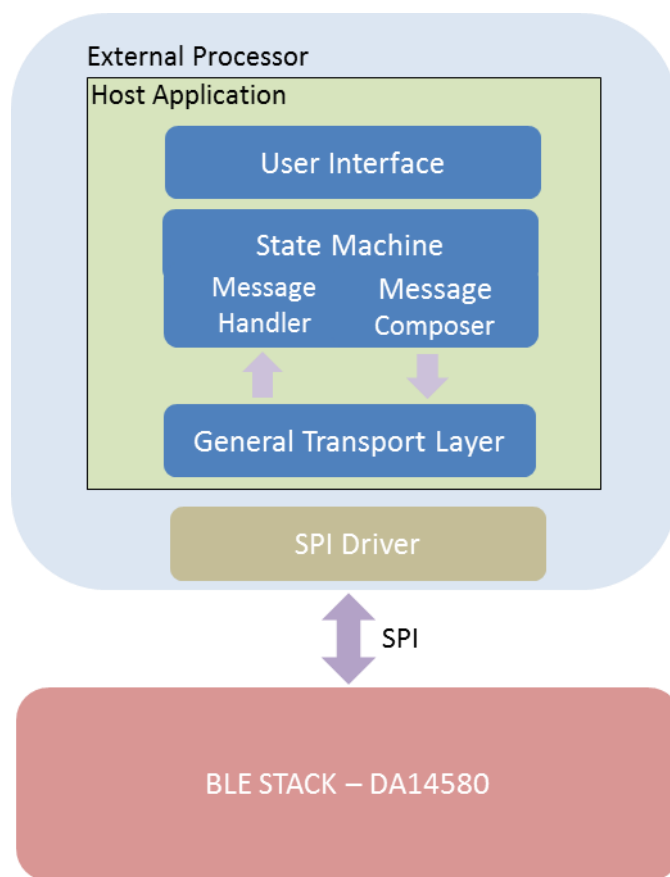 External Processor
Host Application
User Interface
State Machine
Message
Handler
Message
Composer
General Transport Layer
SPI Driver
SPI
BLE STACK – DA14580